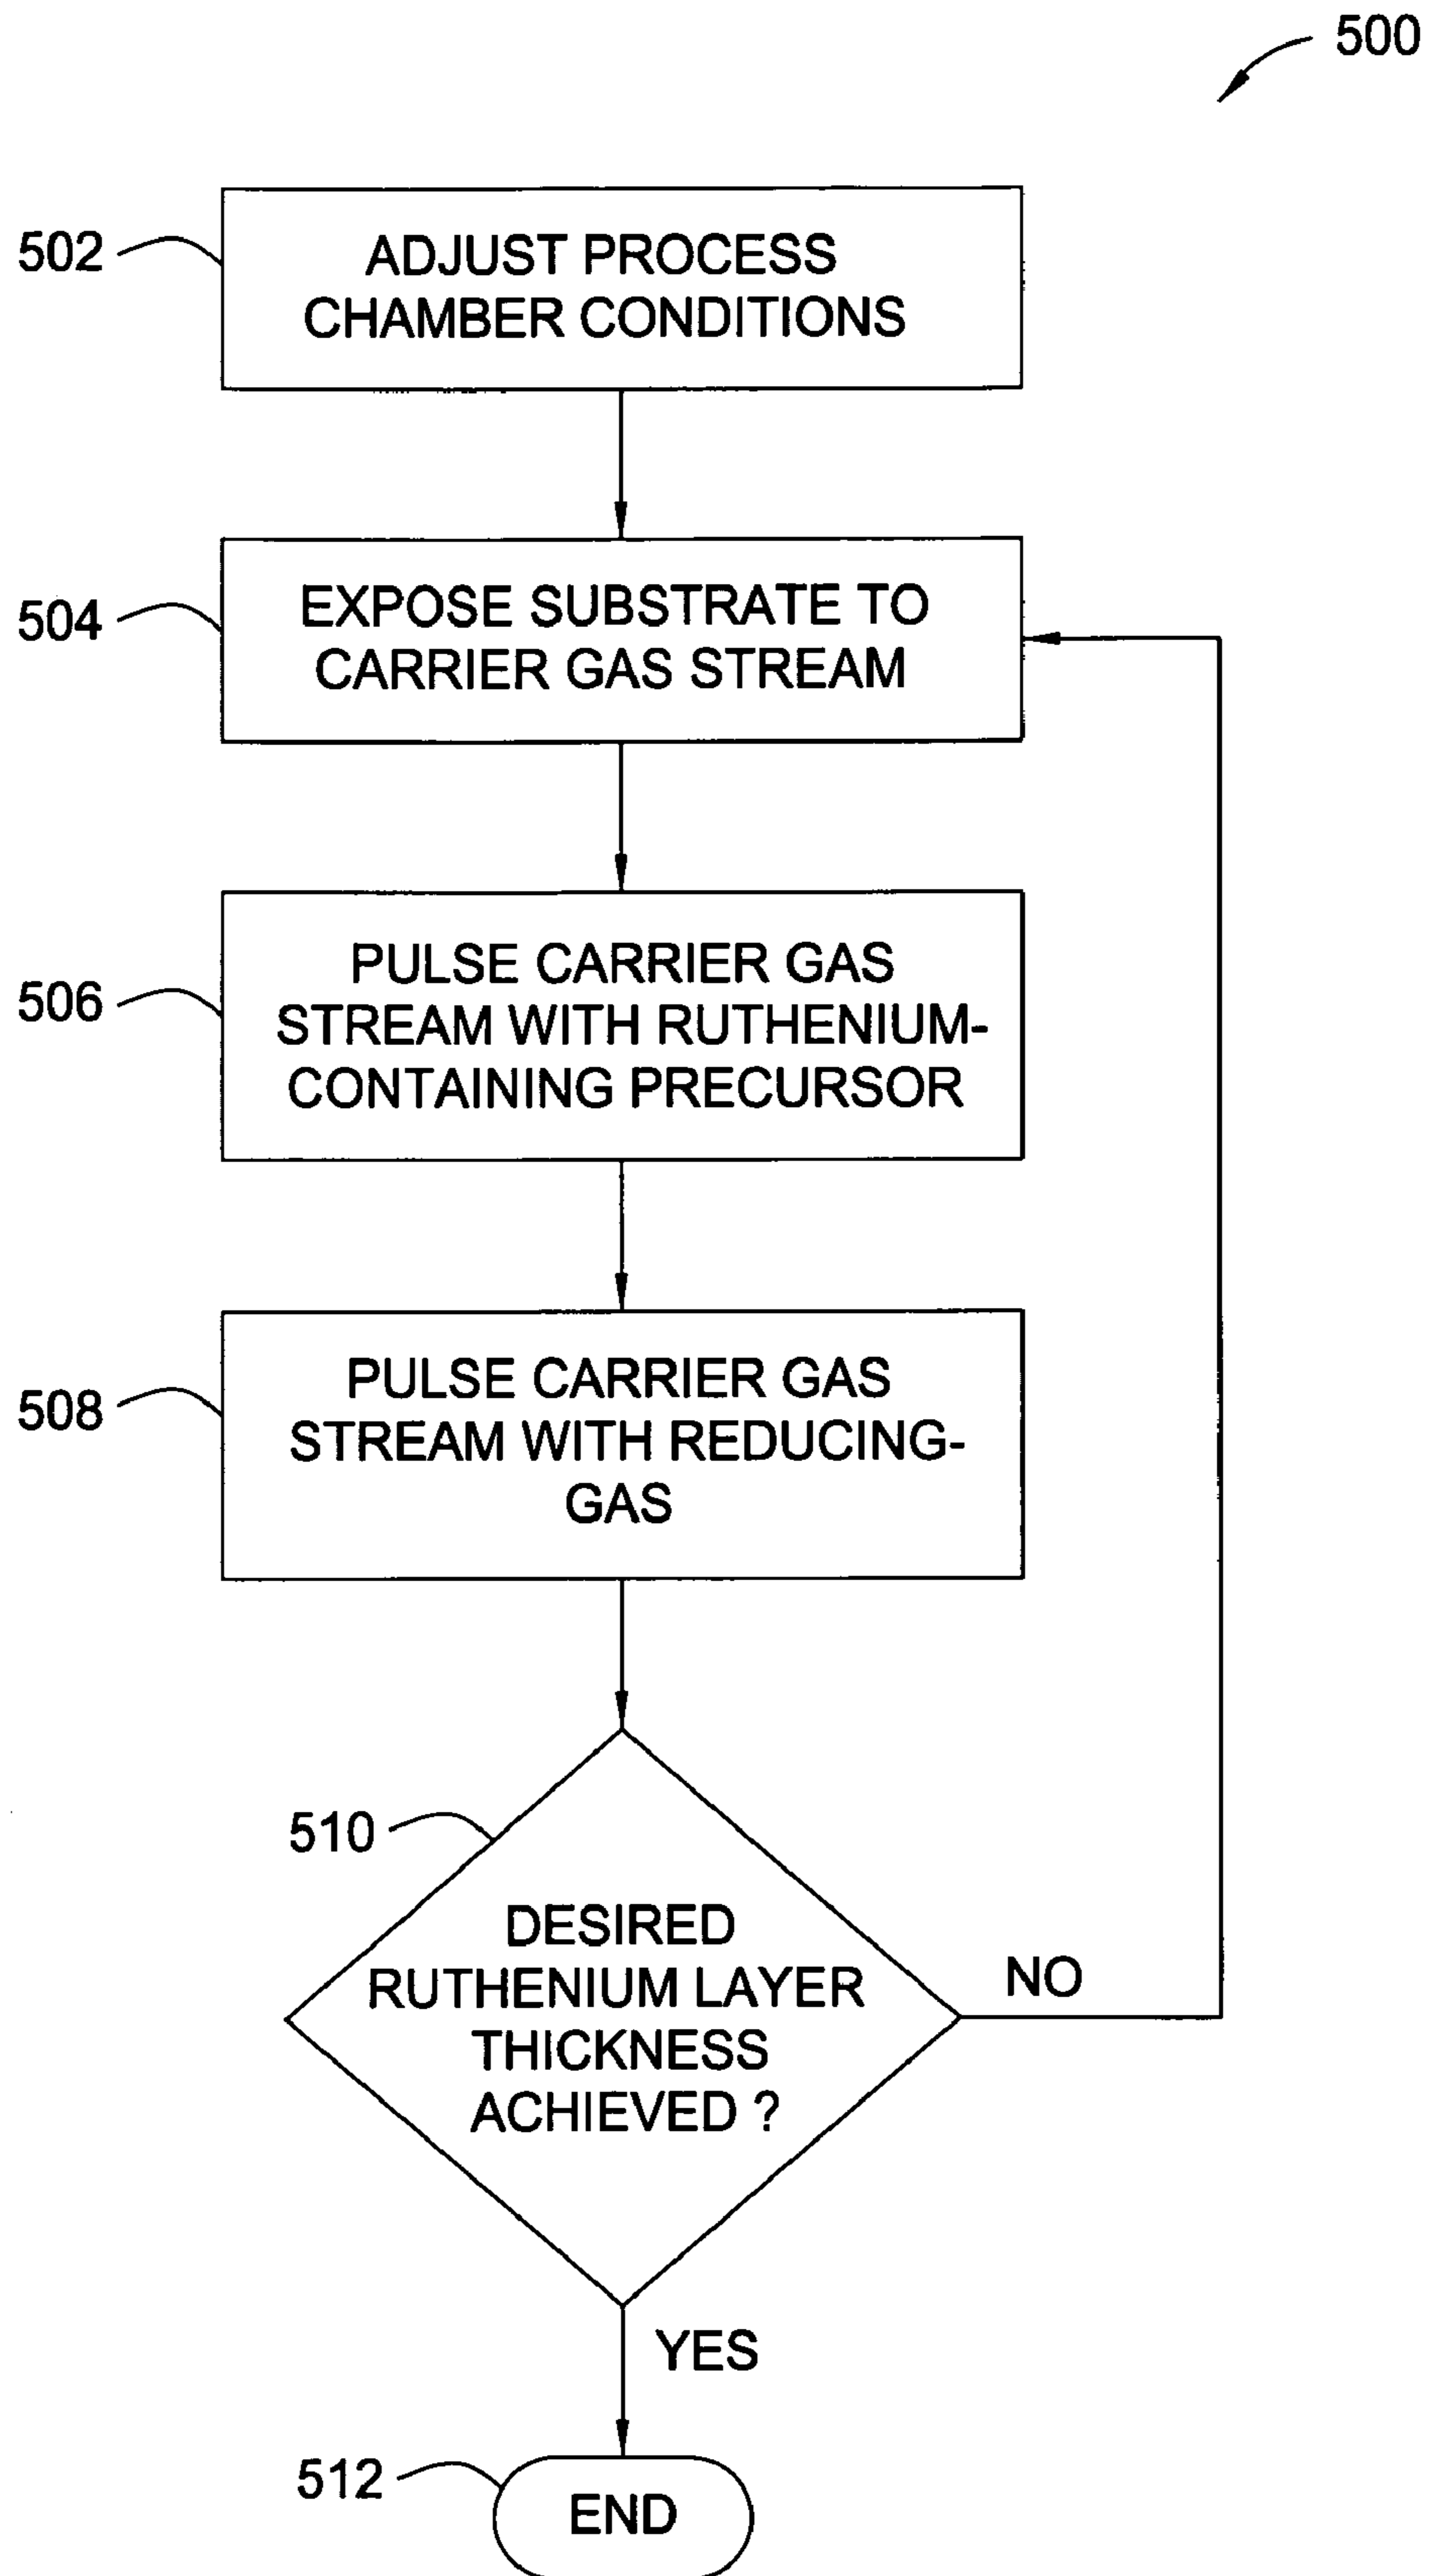 500
502
ADJUST PROCESS
CHAMBER CONDITIONS
504
EXPOSE SUBSTRATE TO
CARRIER GAS STREAM
506
PULSE CARRIER GAS
STREAM WITH RUTHENIUM-
CONTAINING PRECURSOR
508
PULSE CARRIER GAS
STREAM WITH REDUCING-
GAS
510
DESIRED
RUTHENIUM LAYER
THICKNESS
ACHIEVED ?
NO
YES
512
END